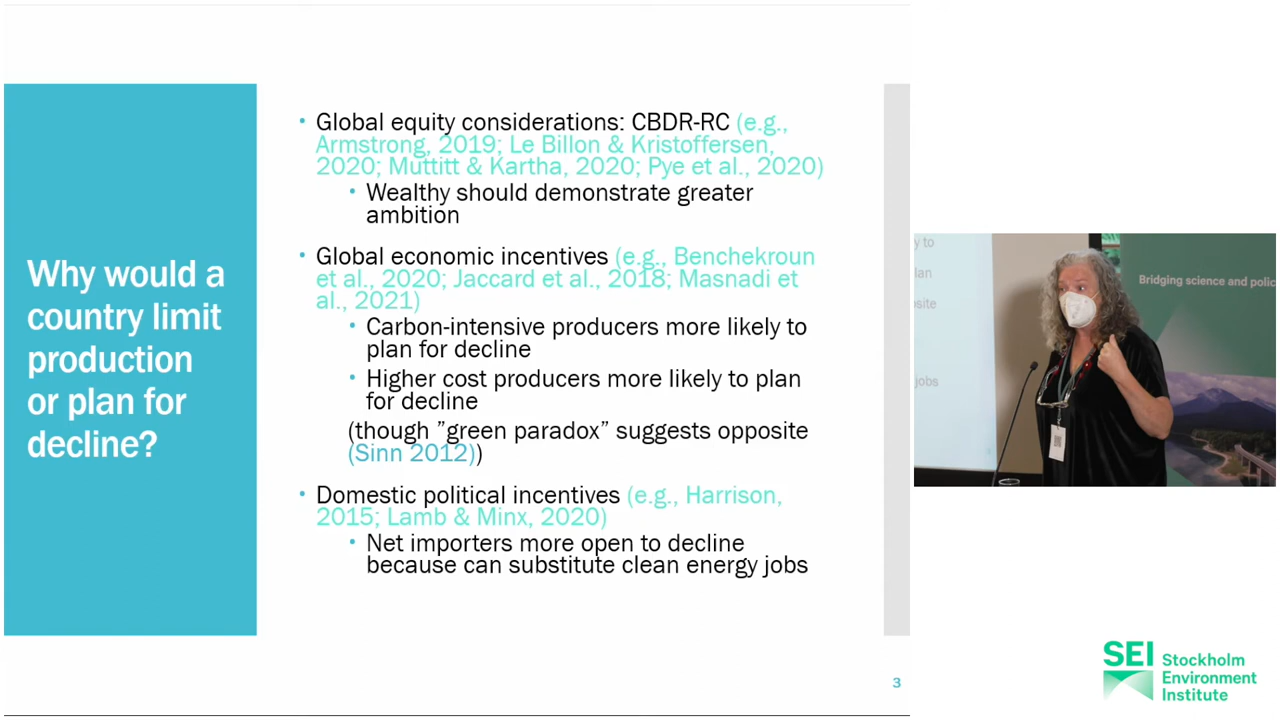 Why would a
country limit
production
or plan for
decline?
• Global equity considerations: CBDR-RC (e.g.,
Armstrong, 2019; Le Billon & Kristoffersen,
2020; Muttitt & Kartha, 2020; Pye et al., 2020)
• Wealthy should demonstrate greater
ambition
• Global economic incentives (e.g., Benchekroun
et al., 2020; Jaccard et al., 2018; Masnadi et
al., 2021)
• Carbon-intensive producers more likely to
plan for decline
• Higher cost producers more likely to plan
for decline
(though ”green paradox” suggests opposite
(Sinn 2012))
• Domestic political incentives (e.g., Harrison,
2015; Lamb & Minx, 2020)
• Net importers more open to decline
because can substitute clean energy jobs
3
to
jobs
Bridging science and
SEI Stockholm
Environment
Institute